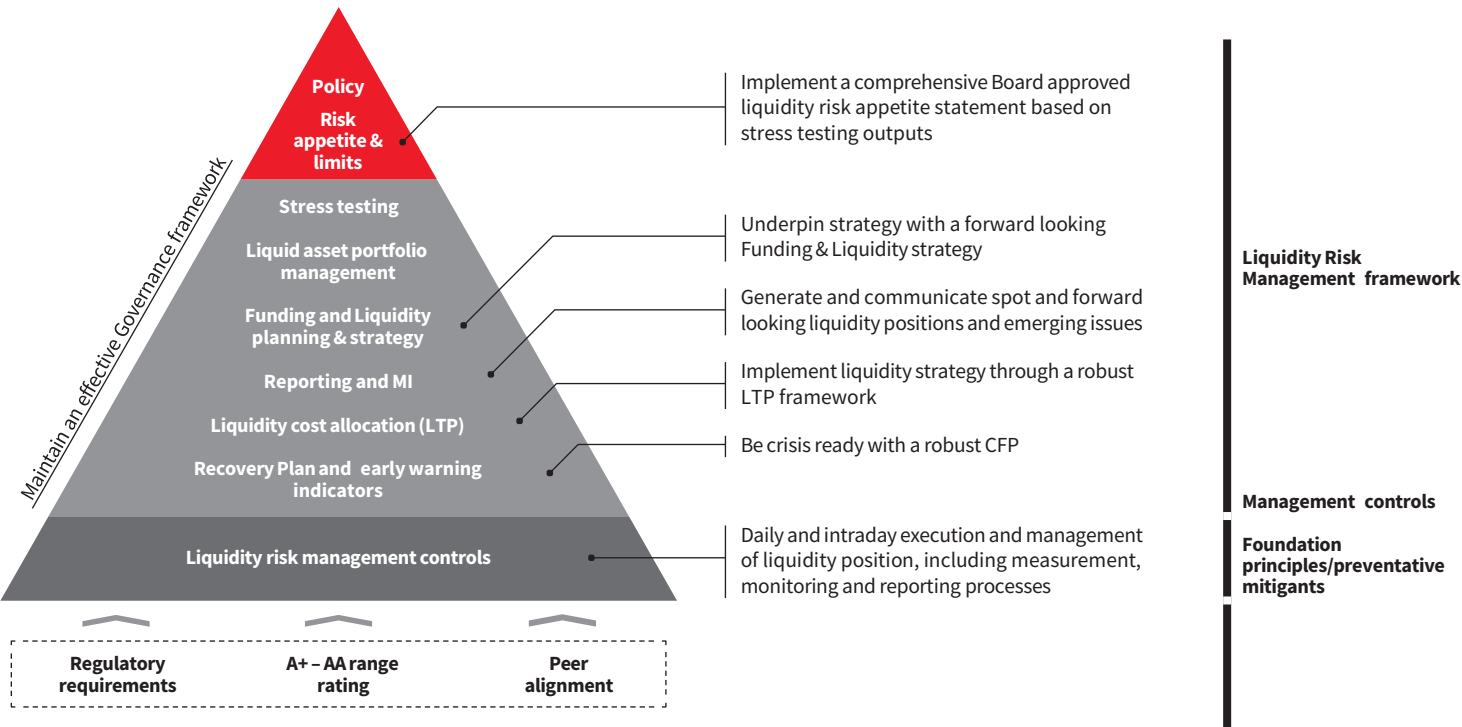 Policy
Risk
appetite &
limits
Maintain an effective Governance framework
Stress testing
Liquid asset portfolio
management
Funding and Liquidity
planning & strategy
Reporting and MI
Liquidity cost allocation (LTP)
Recovery Plan and early warning
indicators
Liquidity risk management controls
Regulatory
requirements
A+ – AA range
rating
Peer
alignment
Implement a comprehensive Board approved
liquidity risk appetite statement based on
stress testing outputs
Underpin strategy with a forward looking
Funding & Liquidity strategy
Generate and communicate spot and forward
looking liquidity positions and emerging issues
Implement liquidity strategy through a robust
LTP framework
Be crisis ready with a robust CFP
Daily and intraday execution and management
of liquidity position, including measurement,
monitoring and reporting processes
Liquidity Risk
Management framework
Management controls
Foundation
principles/preventative
mitigants